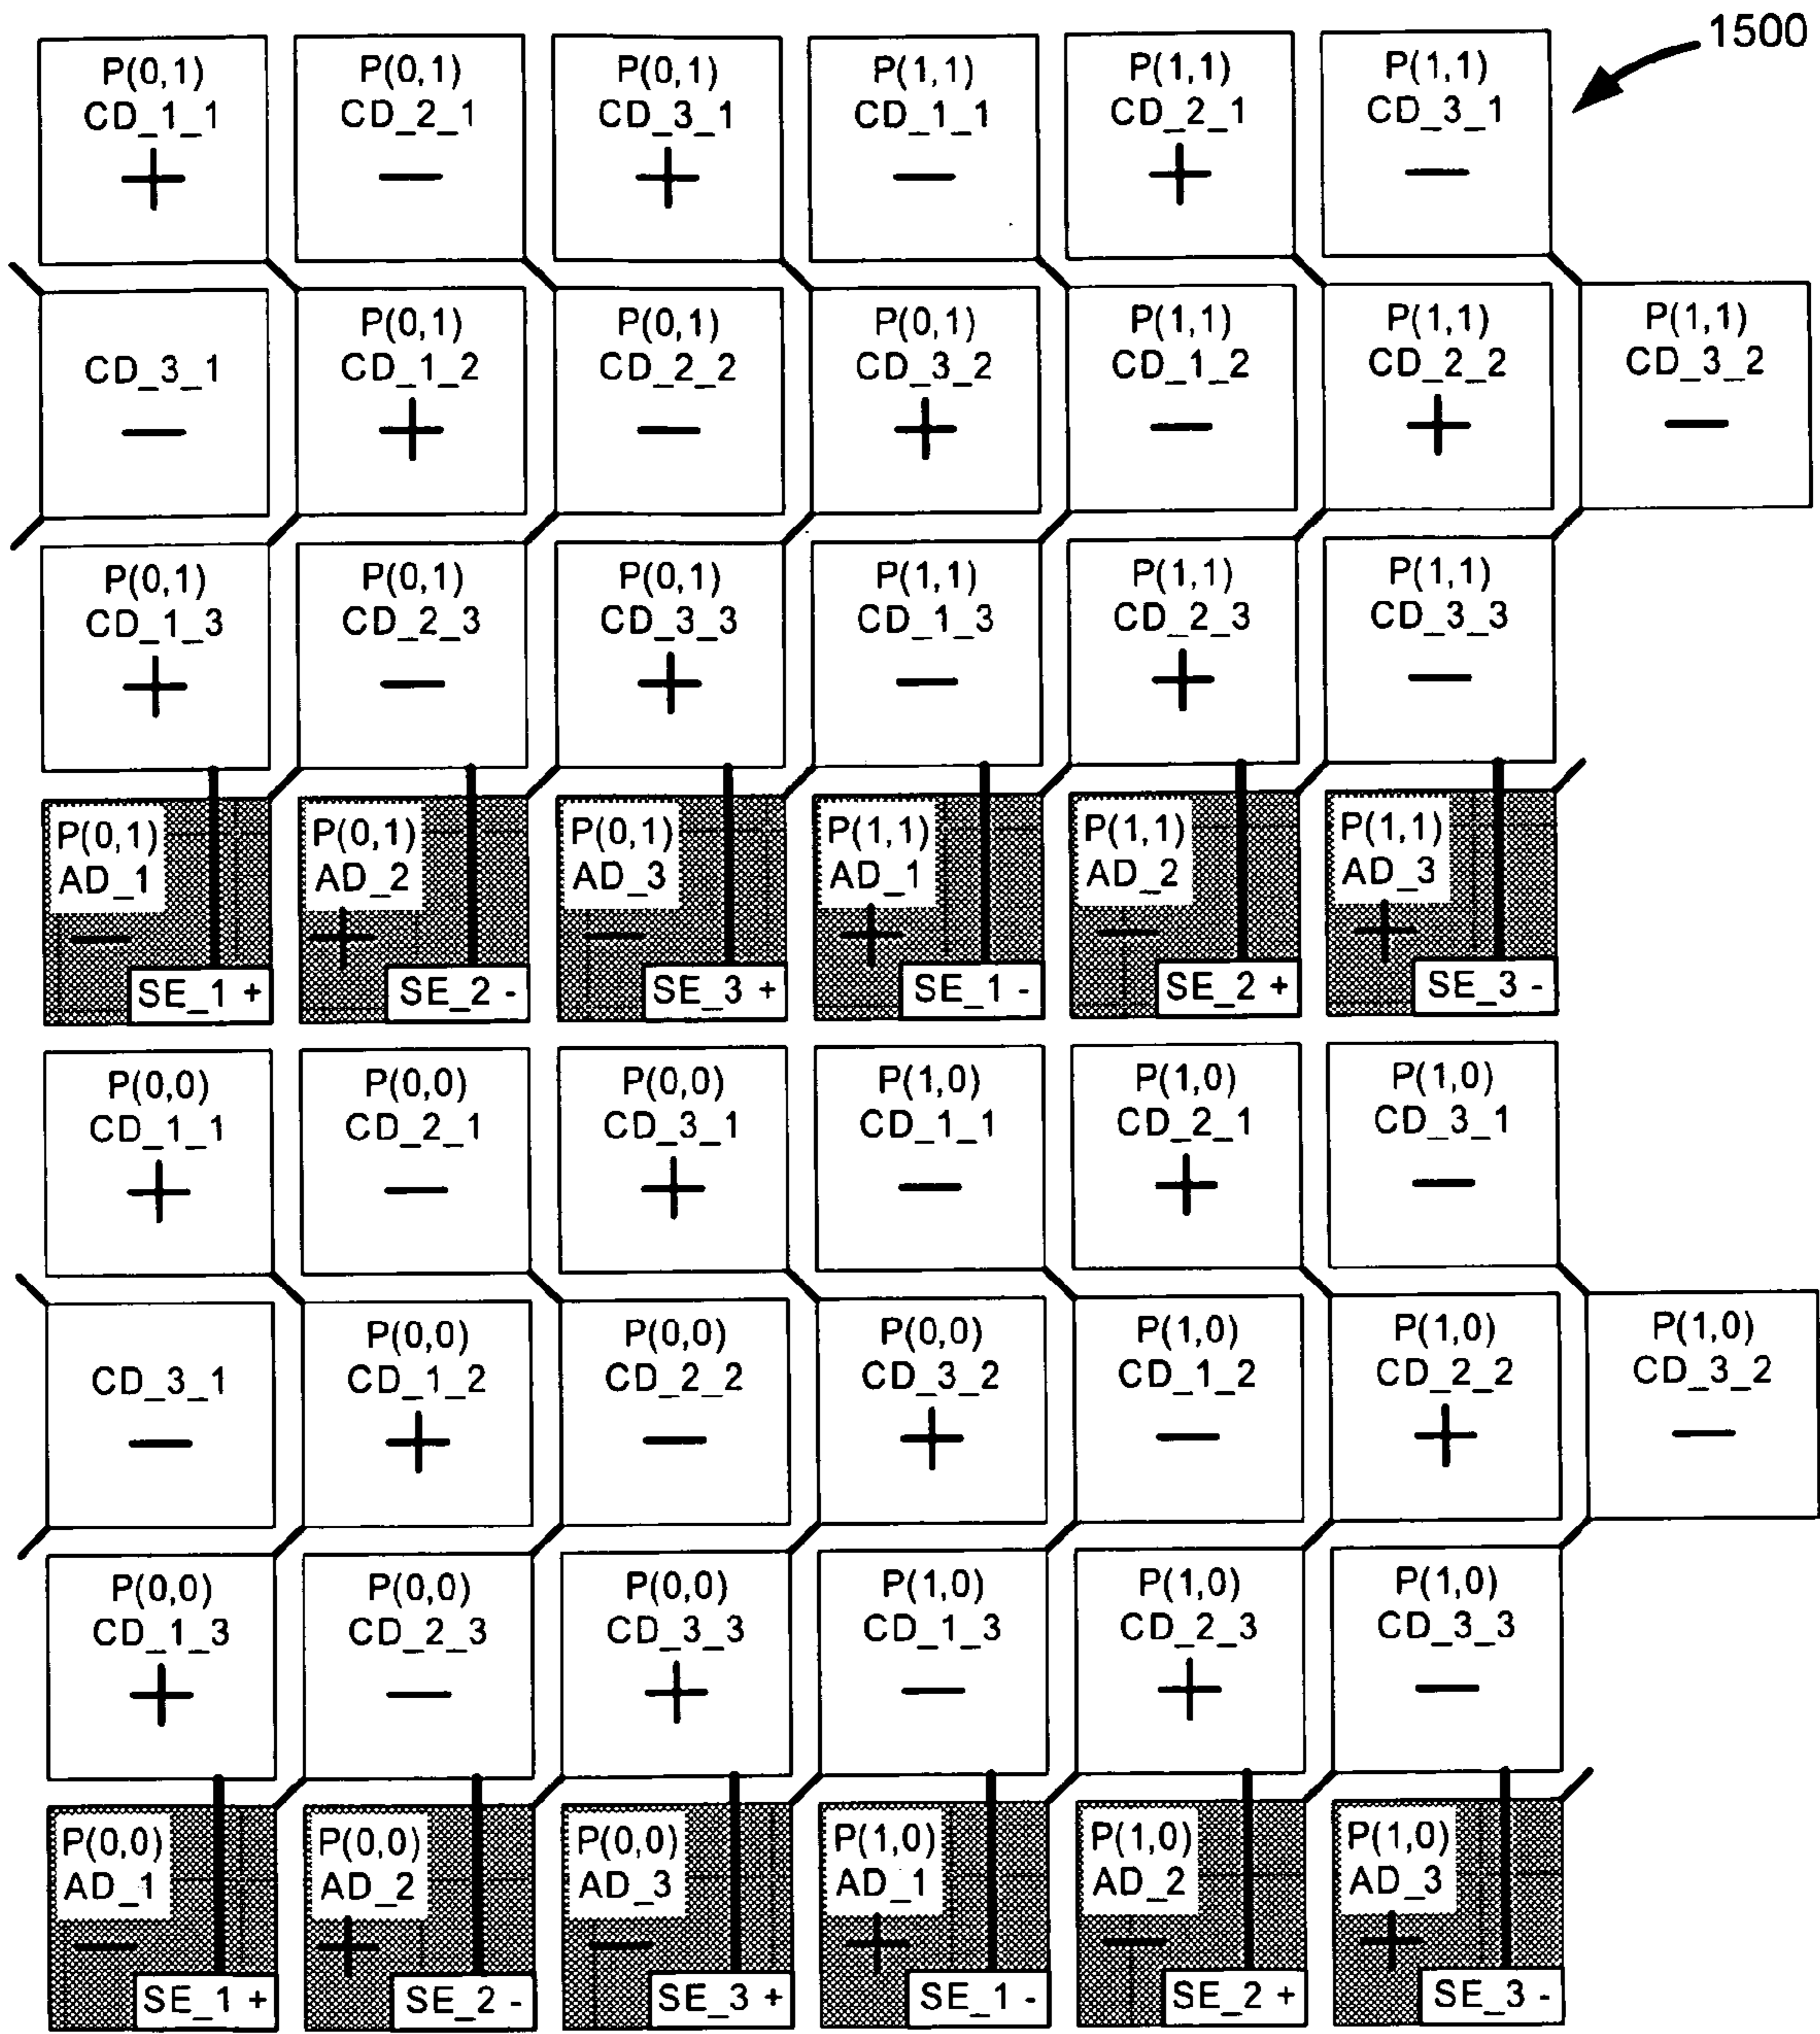 1500
P(0,1) P(0,1) P(0,1) P(1,1) P(1,1) P(1,1)
CD_1_1 CD_2_1 CD_3_1 CD_1_1 CD_2_1 CD_3_1
+ − + − + −
P(0,1) P(0,1) P(0,1) P(1,1) P(1,1) P(1,1)
CD_3_1 CD_1_2 CD_2_2 CD_3_2 CD_1_2 CD_2_2 CD_3_2
− + − + − + −
P(0,1) P(0,1) P(0,1) P(1,1) P(1,1) P(1,1)
CD_1_3 CD_2_3 CD_3_3 CD_1_3 CD_2_3 CD_3_3
+ − + − + −
P(0,1) P(0,1) P(0,1) P(1,1) P(1,1) P(1,1)
AD_1 AD_2 AD_3 AD_1 AD_2 AD_3
− + − + − +
SE_1 + SE_2 - SE_3 + SE_1 - SE_2 + SE_3 -
P(0,0) P(0,0) P(0,0) P(1,0) P(1,0) P(1,0)
CD_1_1 CD_2_1 CD_3_1 CD_1_1 CD_2_1 CD_3_1
+ − + − + −
P(0,0) P(0,0) P(0,0) P(1,0) P(1,0) P(1,0)
CD_3_1 CD_1_2 CD_2_2 CD_3_2 CD_1_2 CD_2_2 CD_3_2
− + − + − + −
P(0,0) P(0,0) P(0,0) P(1,0) P(1,0) P(1,0)
CD_1_3 CD_2_3 CD_3_3 CD_1_3 CD_2_3 CD_3_3
+ − + − + −
P(0,0) P(0,0) P(0,0) P(1,0) P(1,0) P(1,0)
AD_1 AD_2 AD_3 AD_1 AD_2 AD_3
− + − + − +
SE_1 + SE_2 - SE_3 + SE_1 - SE_2 + SE_3 -